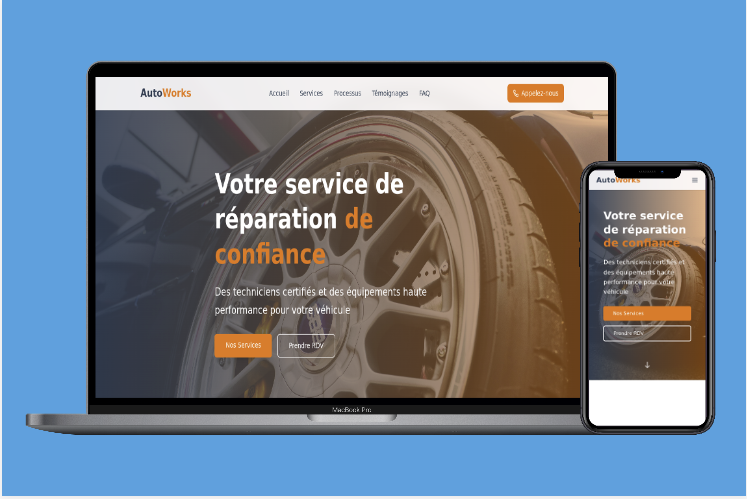 AutoWorks
Accueil Services Processus Témoignages FAQ
Appelez-nous
Votre service de
réparation de
confiance
Des techniciens certifiés et des équipements haute
performance pour votre véhicule
Nos Services
Prendre RDV
MacBook Pro
AutoWorks
Votre service
de réparation
de confiance
Des techniciens certifiés et
des équipements haute
performance pour votre
véhicule
Nos Services
Prendre RDV